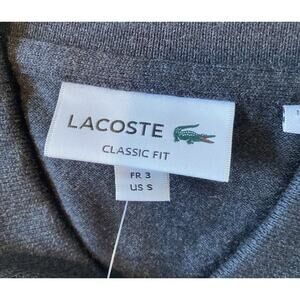 LACOSTE
CLASSIC FIT
FR 3
US S